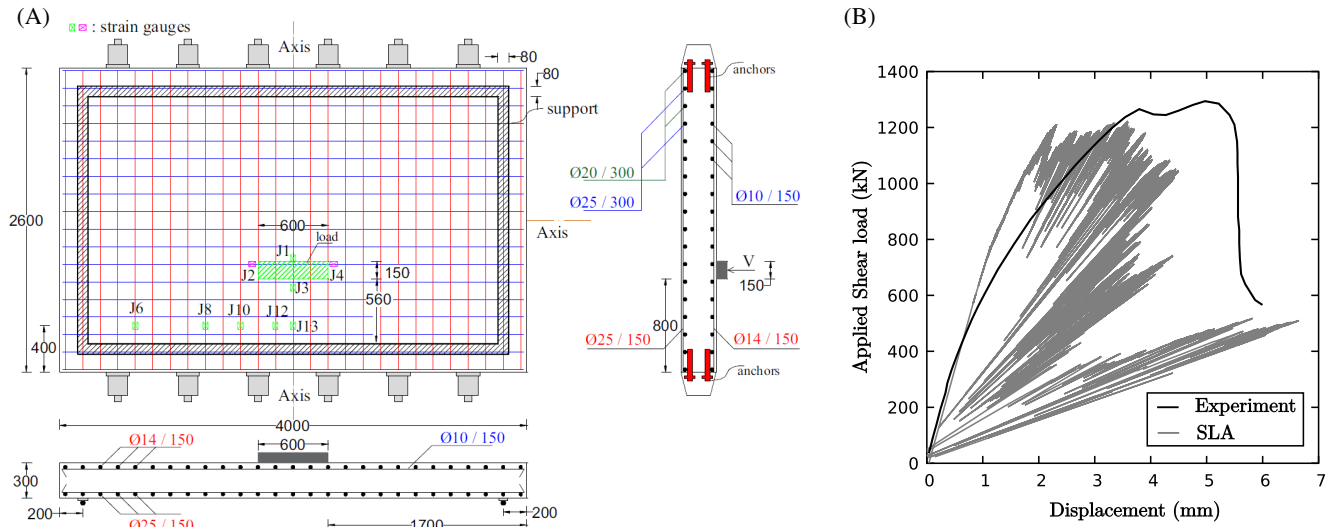 (A)
: strain gauges
Axis
80
80
support
2600
600
load
Axis
J1
J2
J4
J3
150
560
J6
J8
J10
J12
J13
400
Axis
4000
600
Ø14 / 150
Ø10 / 150
300
200
Ø25 / 150
200
1700
anchors
Ø20 / 300
Ø25 / 300
Ø10 / 150
V
150
800
Ø25 / 150
Ø14 / 150
anchors
(B)
Applied Shear load (kN)
1400
1200
1000
800
600
400
200
0
0 1 2 3 4 5 6 7
Displacement (mm)
Experiment
SLA